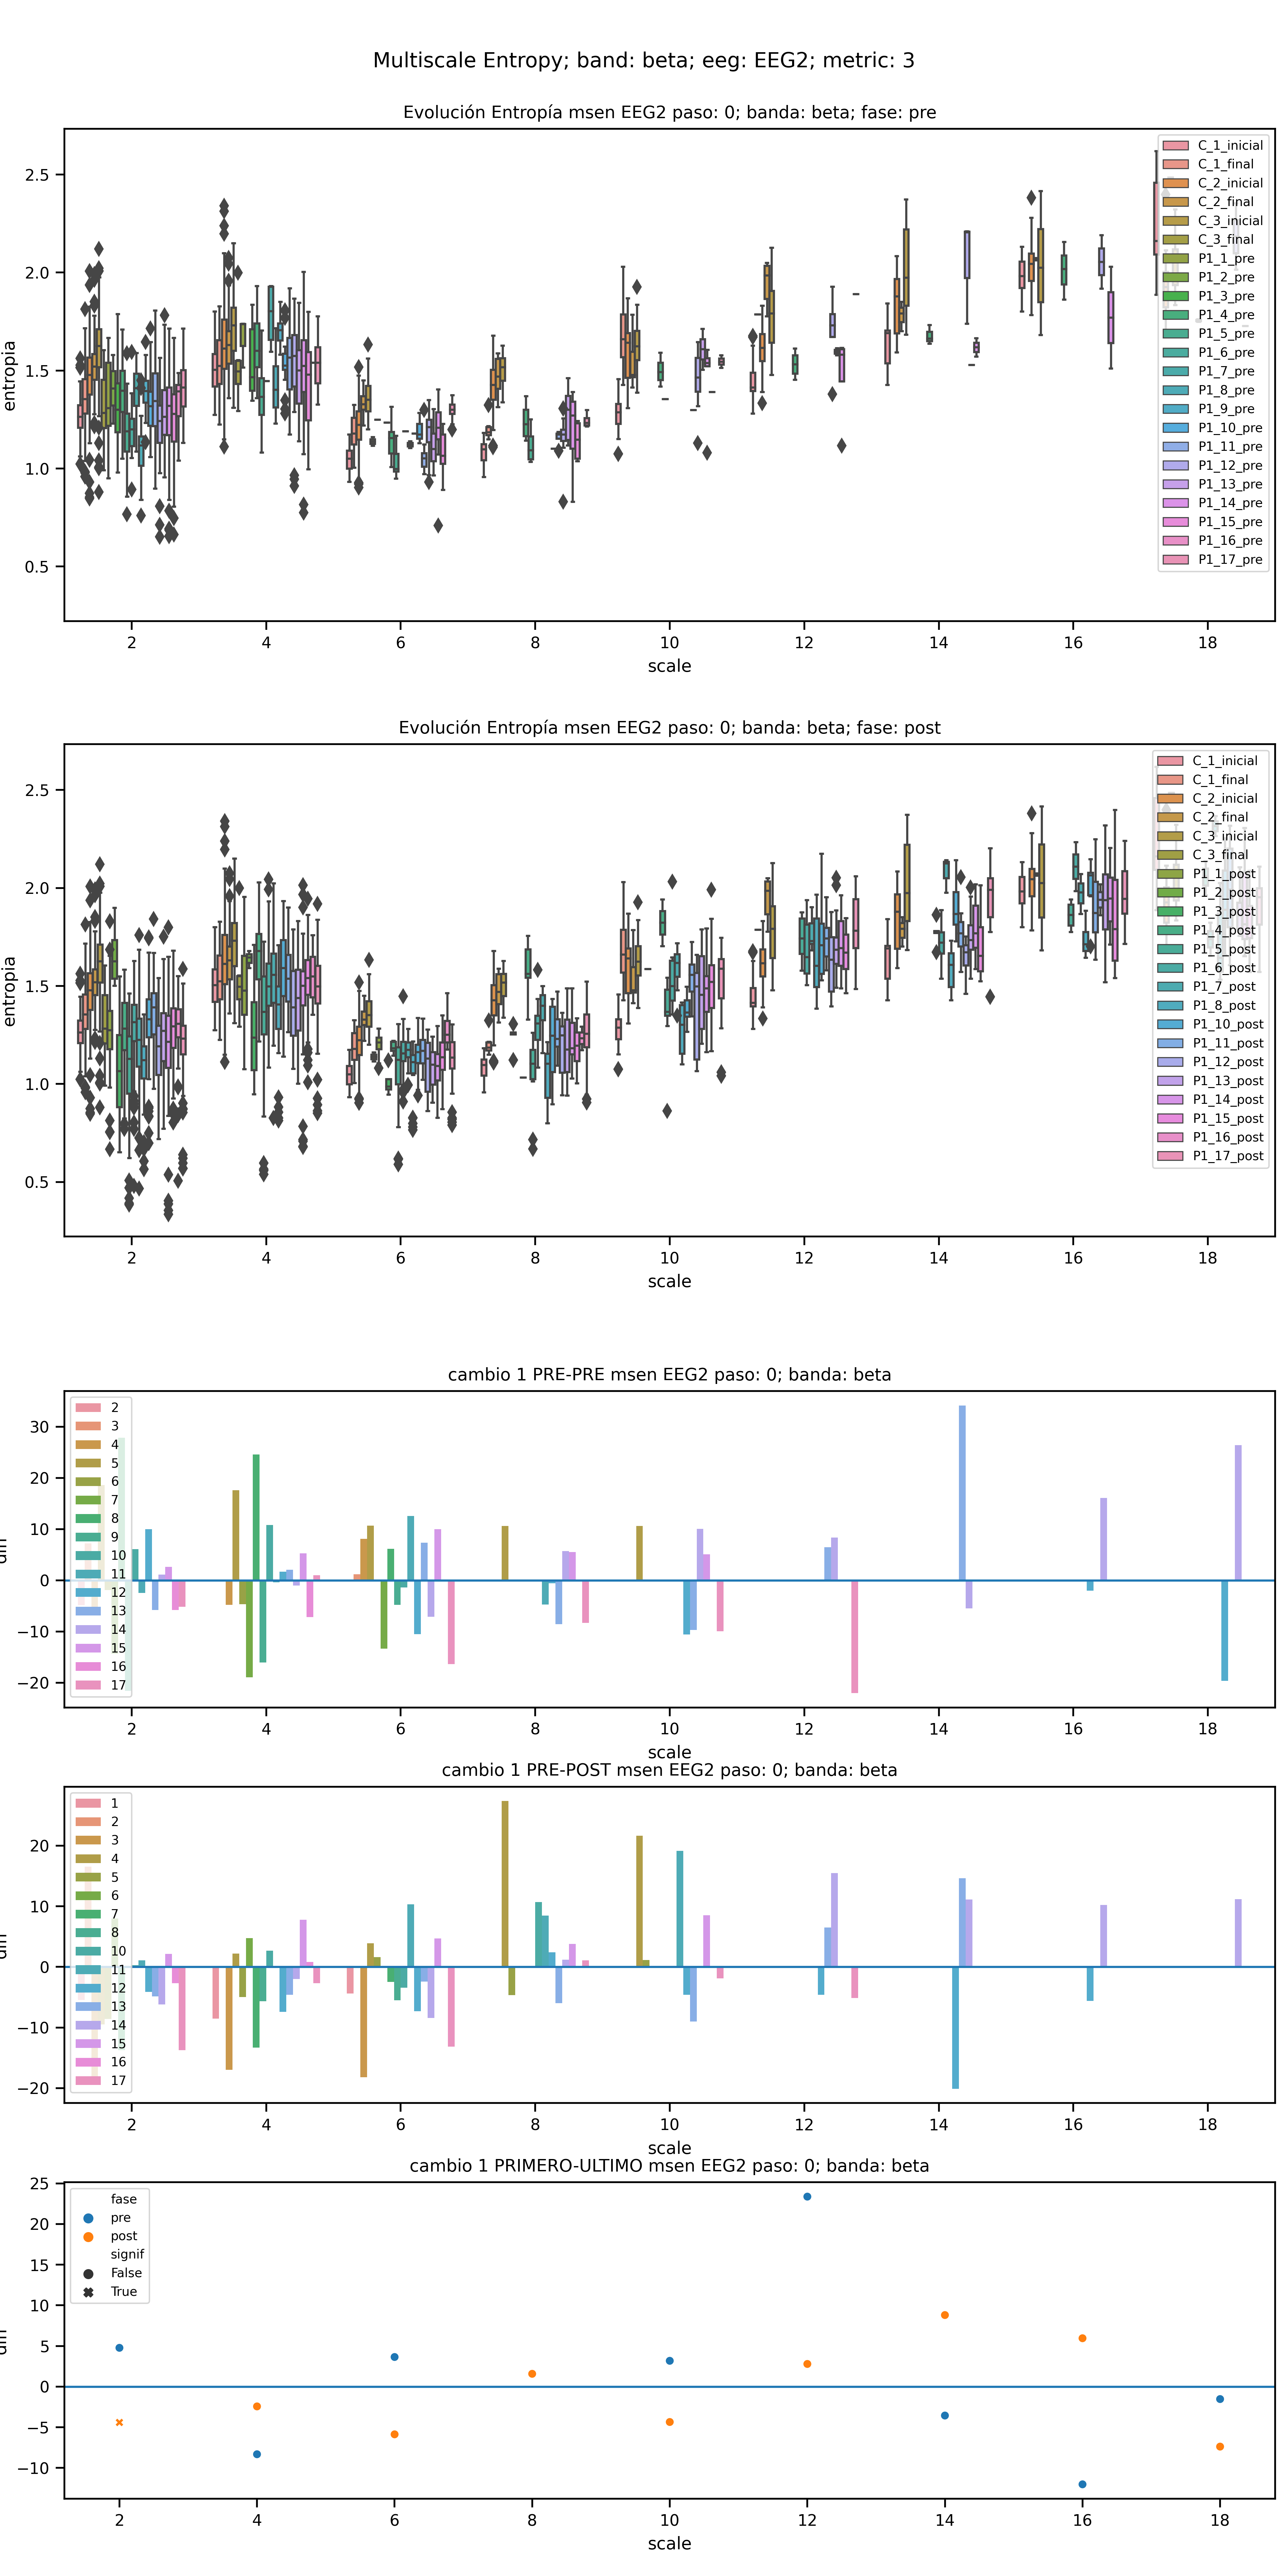 Multiscale Entropy; band: beta; eeg: EEG2; metric: 3
Evolución Entropía msen EEG2 paso: 0; banda: beta; fase: pre
entropia
2.5
2.0
1.5
1.0
0.5
C_1_inicial
C_1_final
C_2_inicial
C_2_final
C_3_inicial
C_3_final
P1_1_pre
P1_2_pre
P1_3_pre
P1_4_pre
P1_5_pre
P1_6_pre
P1_7_pre
P1_8_pre
P1_9_pre
P1_10_pre
P1_11_pre
P1_12_pre
P1_13_pre
P1_14_pre
P1_15_pre
P1_16_pre
P1_17_pre
2 4 6 8 10 12 14 16 18
scale
Evolución Entropía msen EEG2 paso: 0; banda: beta; fase: post
entropia
2.5
2.0
1.5
1.0
0.5
C_1_inicial
C_1_final
C_2_inicial
C_2_final
C_3_inicial
C_3_final
P1_1_post
P1_2_post
P1_3_post
P1_4_post
P1_5_post
P1_6_post
P1_7_post
P1_8_post
P1_10_post
P1_11_post
P1_12_post
P1_13_post
P1_14_post
P1_15_post
P1_16_post
P1_17_post
2 4 6 8 10 12 14 16 18
scale
cambio 1 PRE-PRE msen EEG2 paso: 0; banda: beta
30
20
10
0
−10
−20
2
3
4
5
6
7
8
9
10
11
12
13
14
15
16
17
2 4 6 8 10 12 14 16 18
scale
cambio 1 PRE-POST msen EEG2 paso: 0; banda: beta
20
10
0
−10
−20
1
2
3
4
5
6
7
8
10
11
12
13
14
15
16
17
2 4 6 8 10 12 14 16 18
scale
cambio 1 PRIMERO-ULTIMO msen EEG2 paso: 0; banda: beta
25
20
15
10
5
0
−5
−10
fase
pre
post
signif
False
True
2 4 6 8 10 12 14 16 18
scale